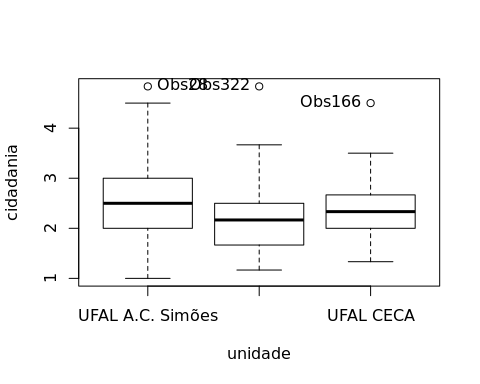 Obs28
Obs322
Obs166
cidadania
4
3
2
1
UFAL A.C. Simões
UFAL CECA
unidade